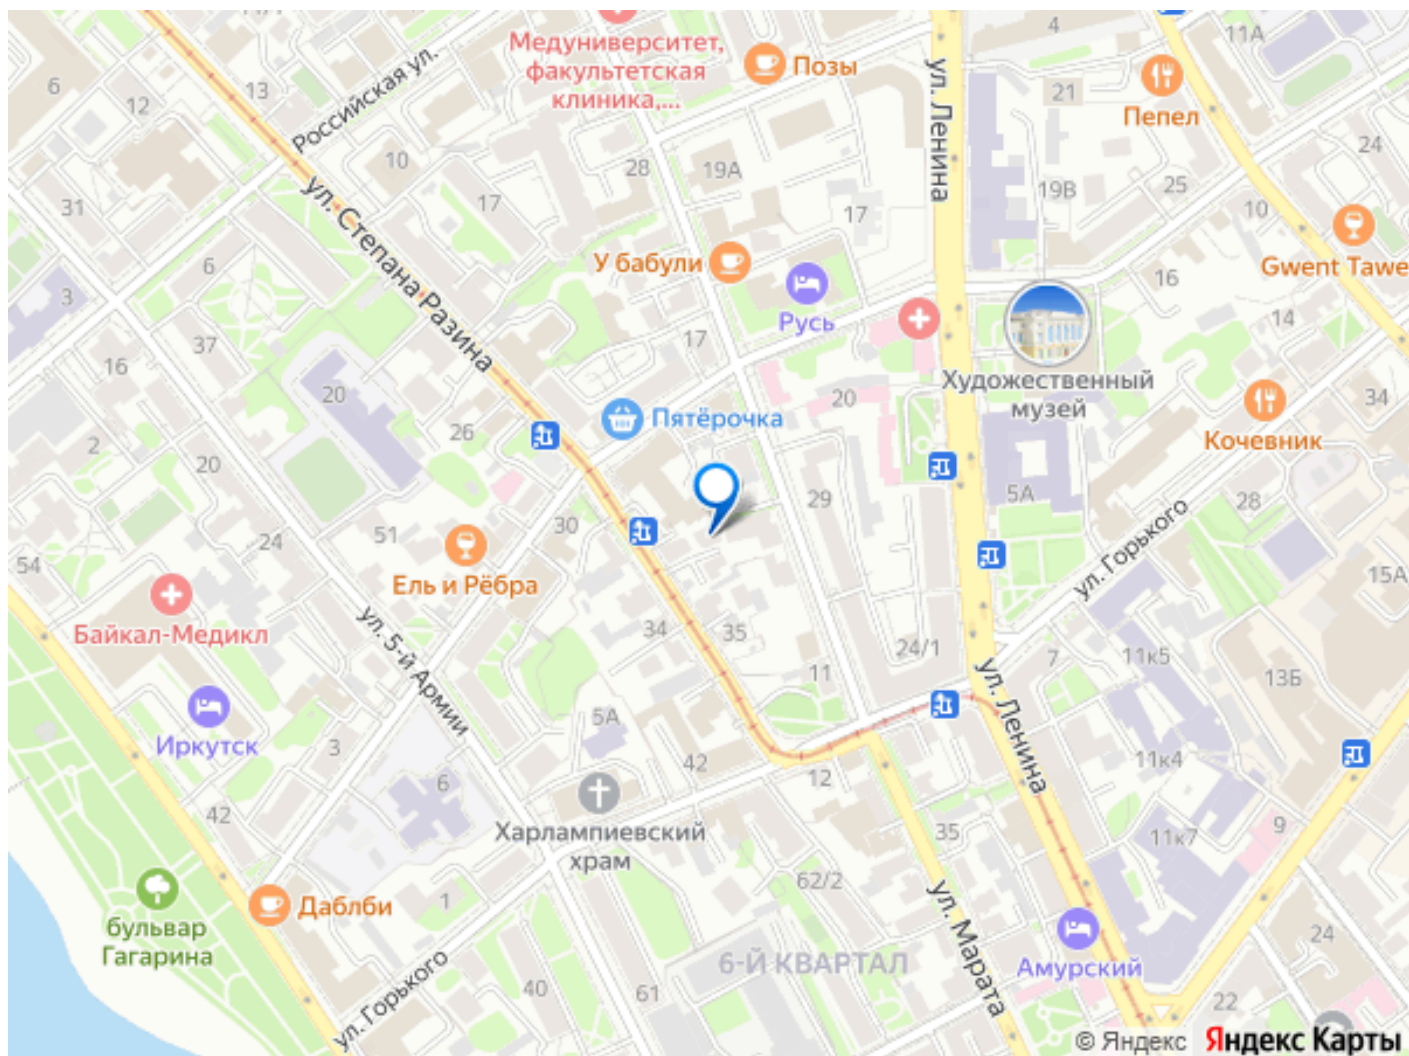 11/1
4
11А
Медуниверситет,
факультетская
клиника,...
Позы
ул. Ленина
21
Пепел
6
12
13
Российская ул.
10
28
19А
17
24
19В
25
10
31
ул. Степана Разина
17
У бабули
Русь
16
Gwent Tawe
6
3
37
17
14
16
20
Художественный
музей
20
34
Пятёрочка
Кочевник
2
26
20
29
5А
28
51
30
24
54
Ель и Рёбра
ул. Горького
15А
Байкал-Медикл
ул. 5-й Армии
34
35
24/1
7
11к5
11
13Б
ул. Ленина
5А
Иркутск
3
42
12
11к4
6
42
Харлампиевский
храм
35
11к7
9
62/2
1
Даблби
бульвар
Гагарина
ул. Марата
24
6-Й КВАРТАЛ
Амурский
40
61
22
ул. Горького
© Яндекс Яндекс Карты